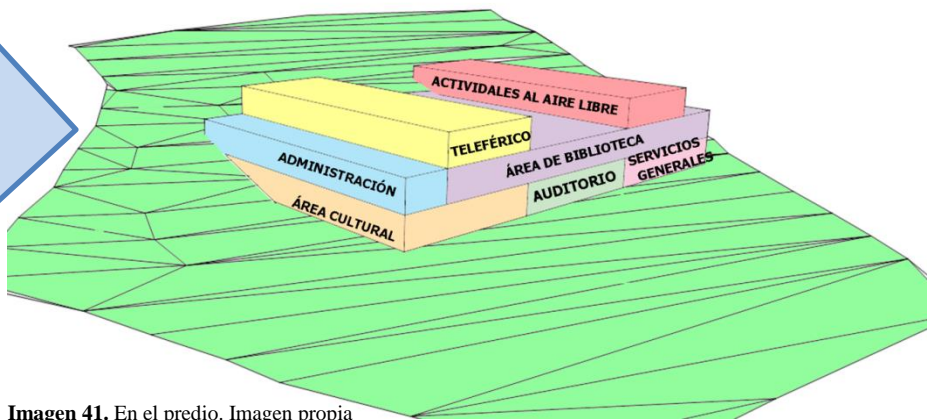 ACTIVIDALES AL AIRE LIBRE
TELEFÉRICO
ÁREA DE BIBLIOTECA
SERVICIOS
GENERALES
ADMINISTRACIÓN
AUDITORIO
ÁREA CULTURAL
Imagen 41. En el predio. Imagen propia